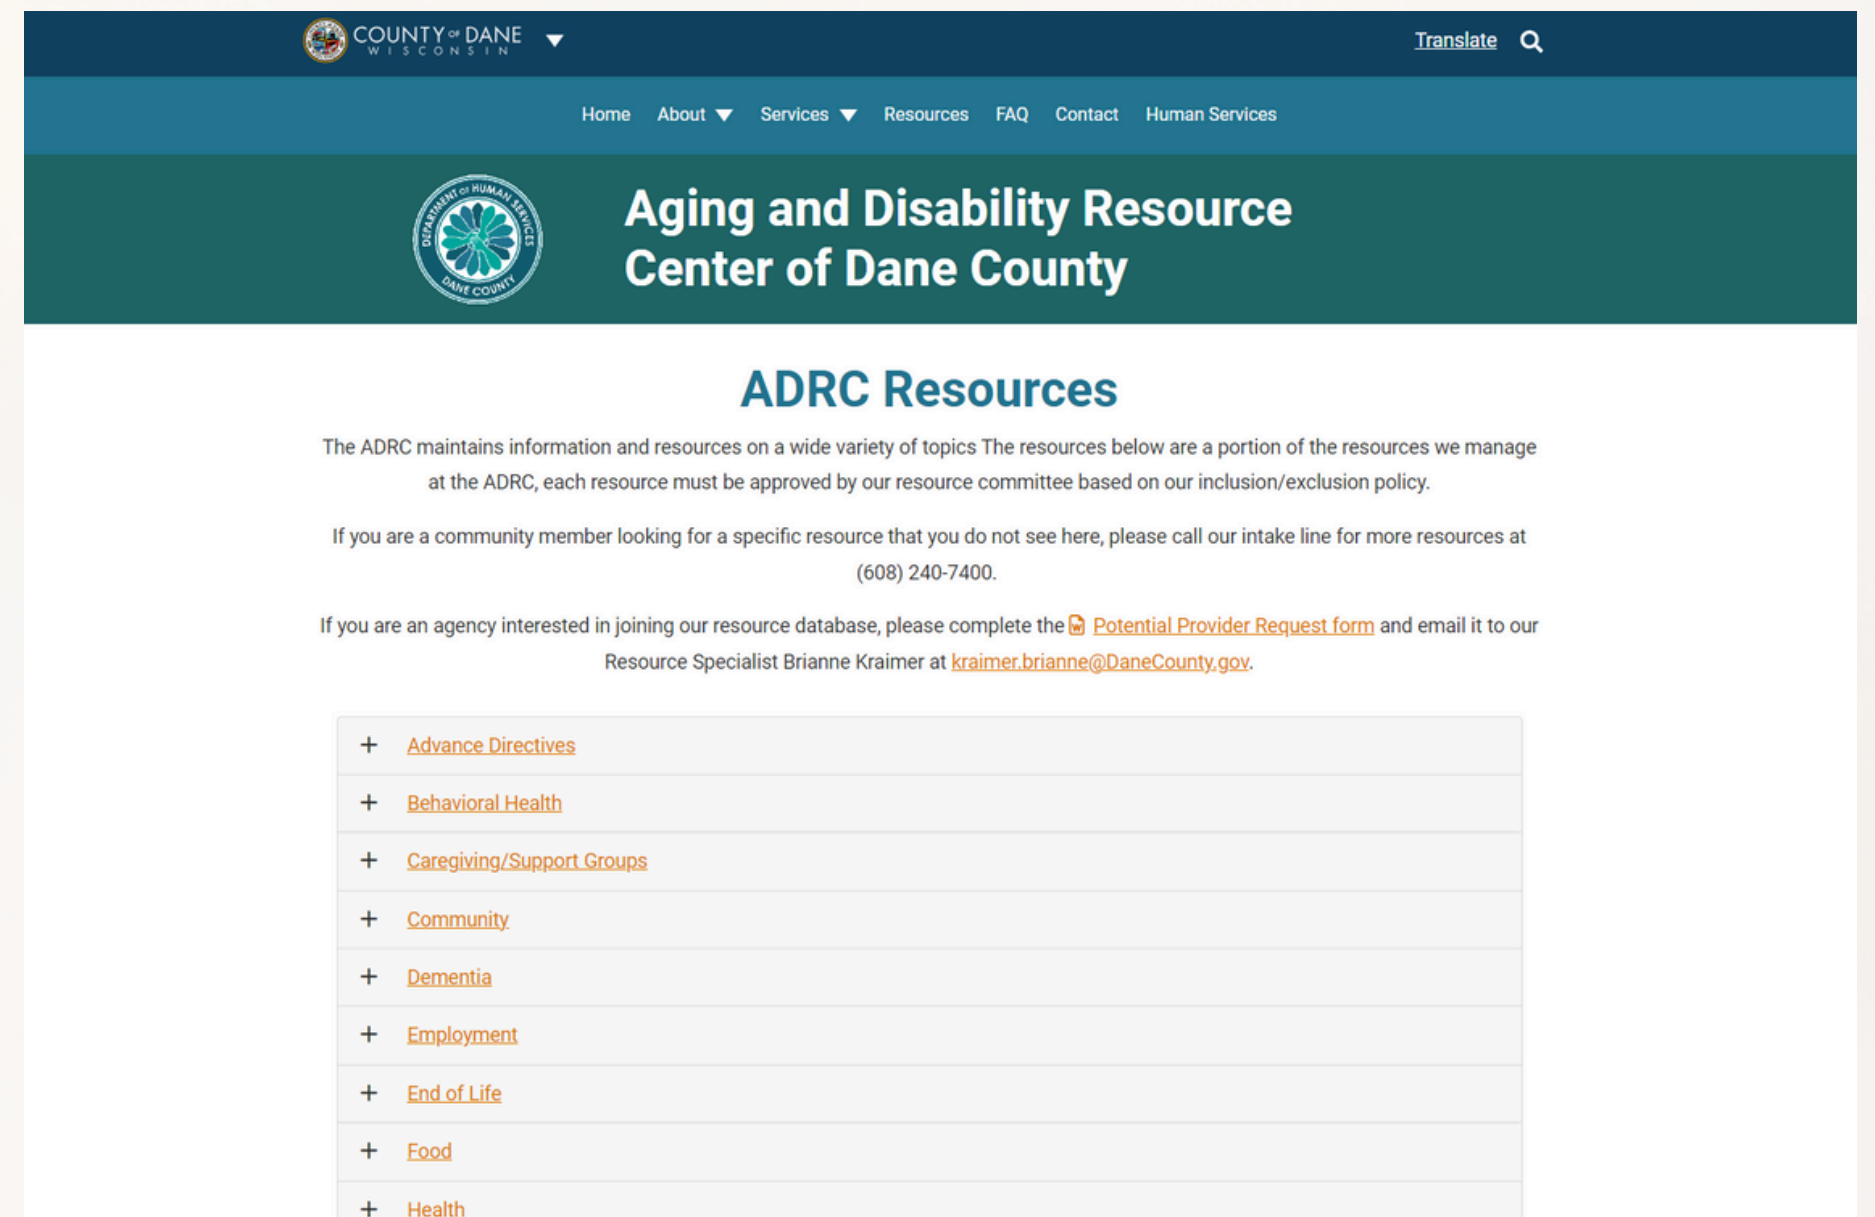 COUNTY OF DANE
WISCONSIN
Translate
Home About Services Resources FAQ Contact Human Services
DEPARTMENT OF HUMAN SERVICES
DANE COUNTY
Aging and Disability Resource
Center of Dane County
ADRC Resources
The ADRC maintains information and resources on a wide variety of topics The resources below are a portion of the resources we manage
at the ADRC, each resource must be approved by our resource committee based on our inclusion/exclusion policy.
If you are a community member looking for a specific resource that you do not see here, please call our intake line for more resources at
(608) 240-7400.
If you are an agency interested in joining our resource database, please complete the Potential Provider Request form and email it to our
Resource Specialist Brianne Kraimer at kraimer.brianne@DaneCounty.gov.
+ Advance Directives
+ Behavioral Health
+ Caregiving/Support Groups
+ Community
+ Dementia
+ Employment
+ End of Life
+ Food
+ Health